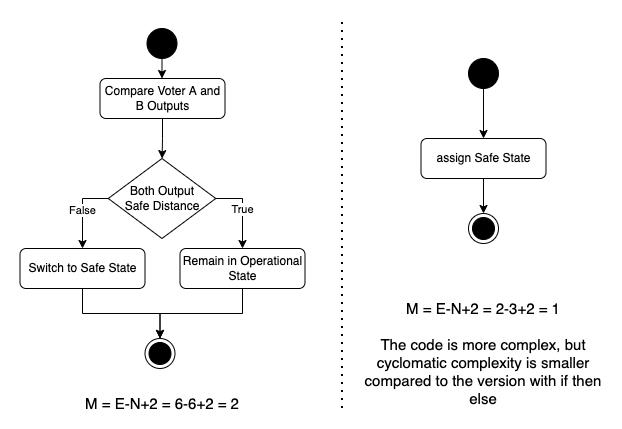 Compare Voter A and
B Outputs
Both Output
Safe Distance
False
True
Switch to Safe State
Remain in Operational
State
M = E-N+2 = 6-6+2 = 2
assign Safe State
M = E-N+2 = 2-3+2 = 1
The code is more complex, but
cyclomatic complexity is smaller
compared to the version with if then
else